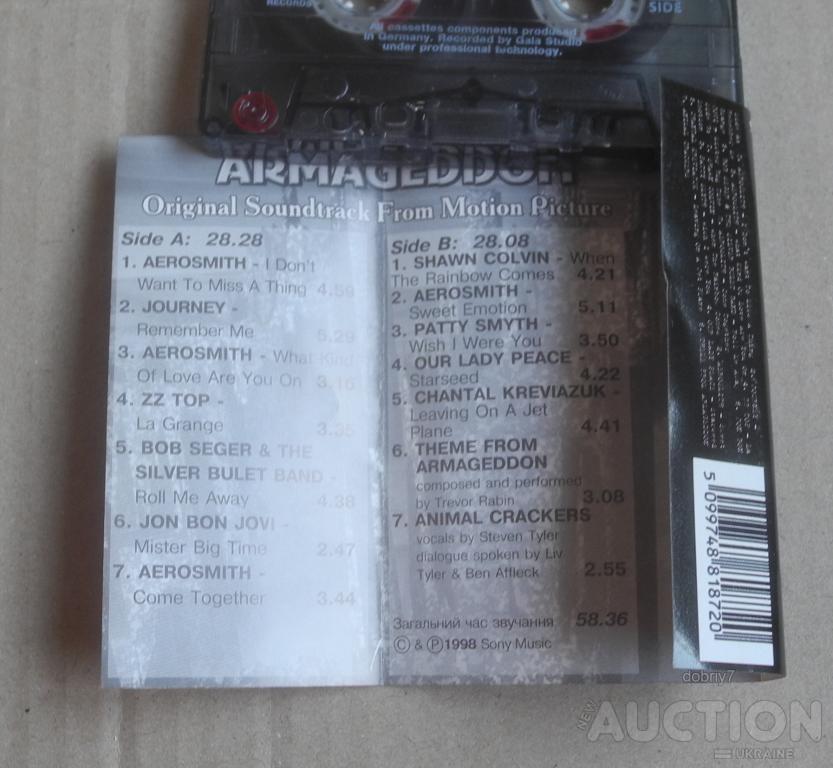 RECORDS
SIDE
All cassettes components produced
in Germany. Recorded by Gala Studio
under professional technology.
ARMAGEDDON
Original Soundtrack From Motion Picture
Side A: 28.28
1. AEROSMITH - I Don't
Want To Miss A Thing 4.59
2. JOURNEY -
Remember Me 5.29
3. AEROSMITH - What Kind
Of Love Are You On 3.16
4. ZZ TOP -
La Grange 3.35
5. BOB SEGER & THE
SILVER BULET BAND -
Roll Me Away 4.38
6. JON BON JOVI -
Mister Big Time 2.47
7. AEROSMITH -
Come Together 3.44
Side B: 28.08
1. SHAWN COLVIN - When
The Rainbow Comes 4.21
2. AEROSMITH -
Sweet Emotion 5.11
3. PATTY SMYTH -
Wish I Were You 3.50
4. OUR LADY PEACE -
Starseed 4.22
5. CHANTAL KREVIAZUK -
Leaving On A Jet
Plane 4.41
6. THEME FROM
ARMAGEDDON
composed and performed
by Trevor Rabin 3.08
7. ANIMAL CRACKERS
vocals by Steven Tyler
dialogue spoken by Liv
Tyler & Ben Affleck 2.55
Загальний час звучання 58.36
© & ℗ 1998 Sony Music
5 099748 818720
dobriy7
NEW
AUCTION
UKRAINE